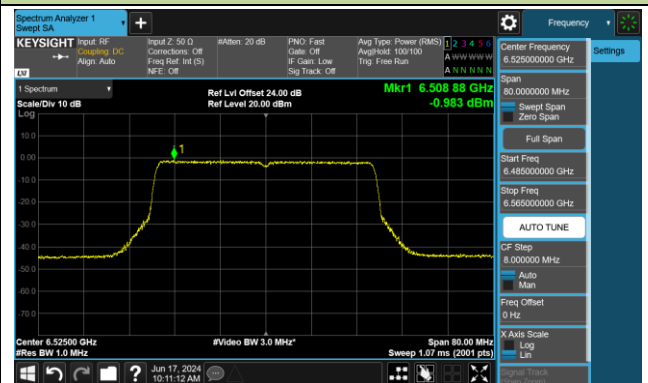 Spectrum Analyzer 1
Swept SA
Frequency
KEYSIGHT
Input: RF
Coupling: DC
Align: Auto
Input Z: 50 Ω
Corrections: Off
Freq Ref: Int (S)
NFE: Off
#Atten: 20 dB
PNO: Fast
Gate: Off
IF Gain: Low
Sig Track: Off
Avg Type: Power (RMS)
Avg|Hold: 100/100
Trig: Free Run
1 2 3 4 5 6
A W W W W W
A N N N N N
LXI
1 Spectrum
Scale/Div 10 dB
Log
Ref Lvl Offset 24.00 dB
Ref Level 20.00 dBm
Mkr1 6.508 88 GHz
-0.983 dBm
1
10.0
0.00
-10.0
-20.0
-30.0
-40.0
-50.0
-60.0
-70.0
Center 6.52500 GHz
#Res BW 1.0 MHz
#Video BW 3.0 MHz*
Span 80.00 MHz
Sweep 1.07 ms (2001 pts)
Center Frequency
6.525000000 GHz
Settings
Span
80.0000000 MHz
Swept Span
Zero Span
Full Span
Start Freq
6.485000000 GHz
Stop Freq
6.565000000 GHz
AUTO TUNE
CF Step
8.000000 MHz
Auto
Man
Freq Offset
0 Hz
X Axis Scale
Log
Lin
Signal Track
Jun 17, 2024
10:11:12 AM